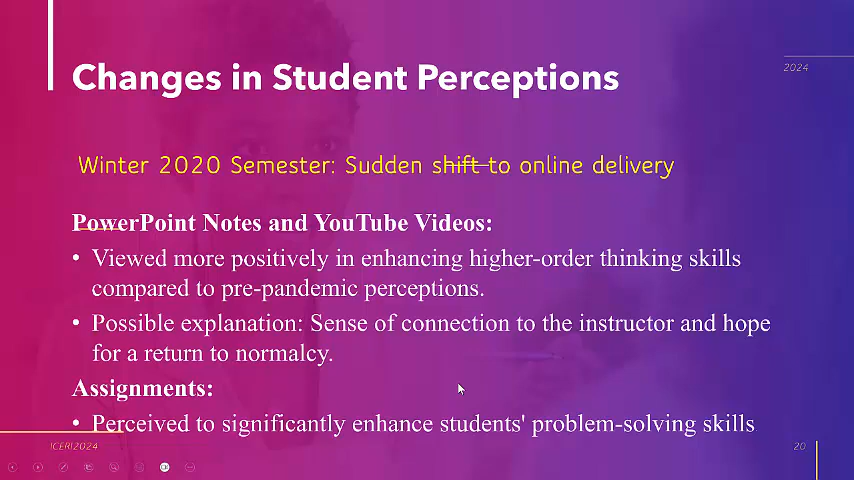 Changes in Student Perceptions
2024
Winter 2020 Semester: Sudden shift to online delivery
PowerPoint Notes and YouTube Videos:
• Viewed more positively in enhancing higher-order thinking skills
compared to pre-pandemic perceptions.
• Possible explanation: Sense of connection to the instructor and hope
for a return to normalcy.
Assignments:
• Perceived to significantly enhance students' problem-solving skills
ICERI2024
20